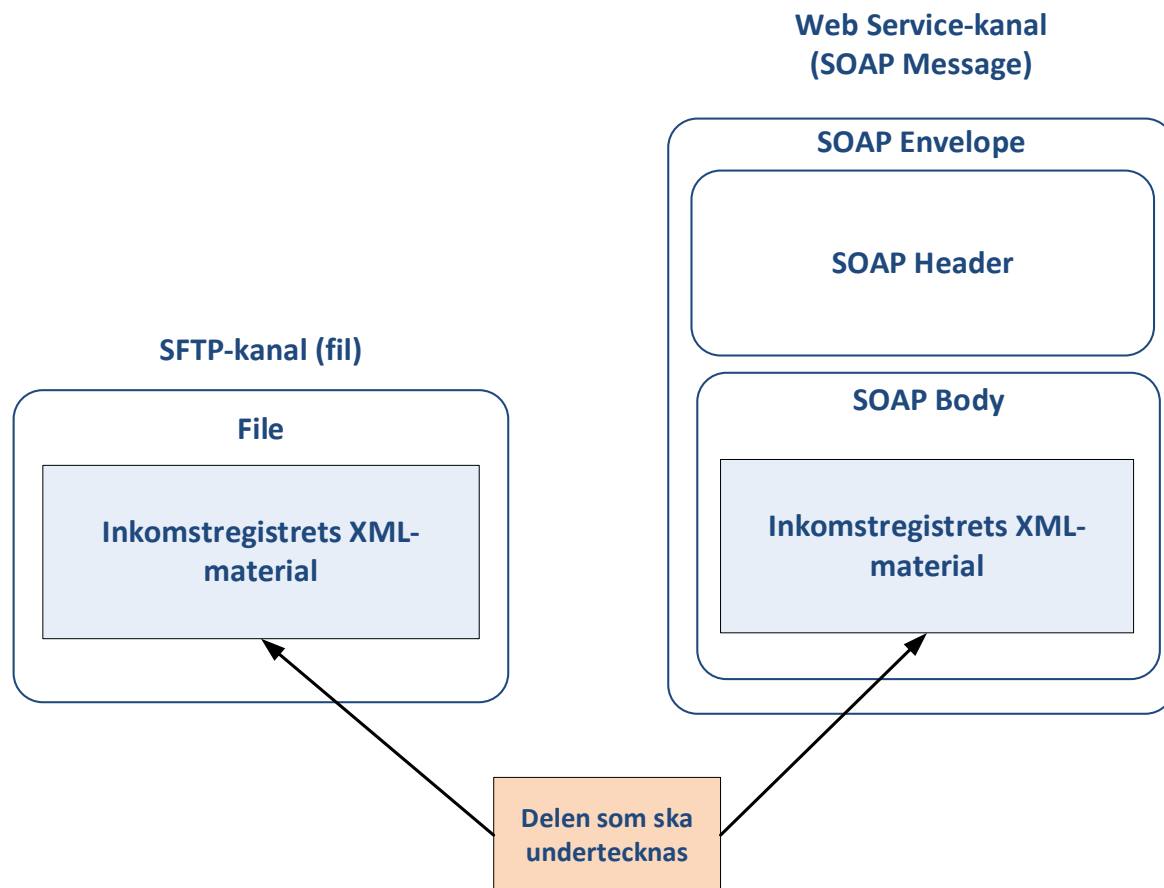 Web Service-kanal
(SOAP Message)
SOAP Envelope
SOAP Header
SFTP-kanal (fil)
SOAP Body
File
Inkomstregistrets XML-
material
Inkomstregistrets XML-
material
Delen som ska
undertecknas